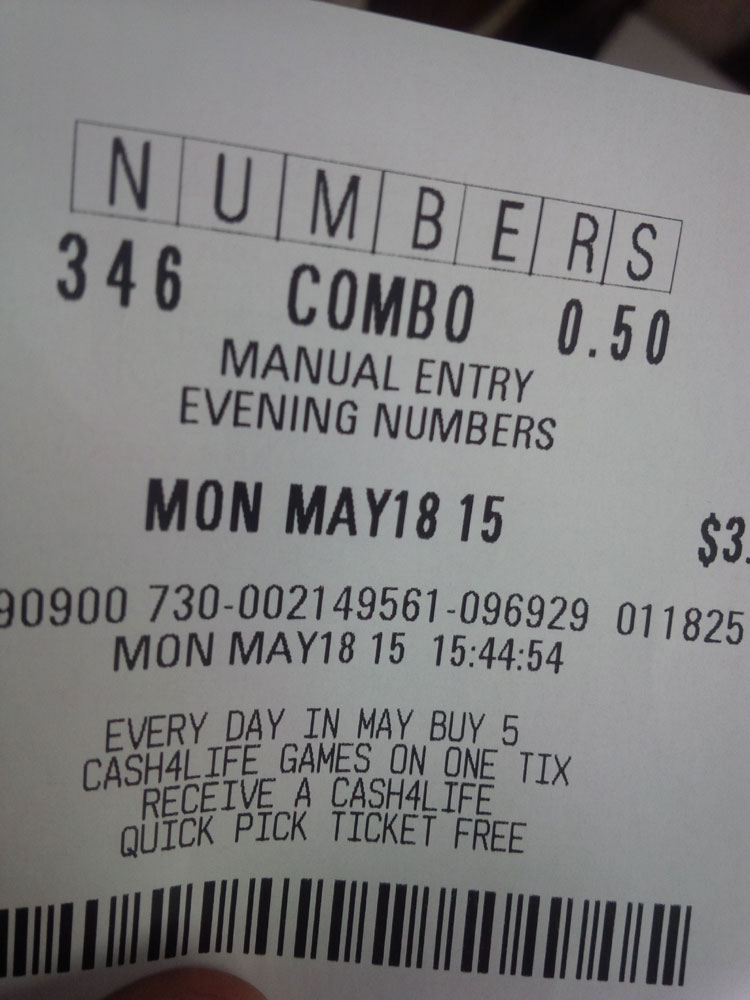 NUMBERS
346 COMBO 0.50
MANUAL ENTRY
EVENING NUMBERS
MON MAY18 15 $3.
90900 730-002149561-096929 011825
MON MAY18 15 15:44:54
EVERY DAY IN MAY BUY 5
CASH4LIFE GAMES ON ONE TIX
RECEIVE A CASH4LIFE
QUICK PICK TICKET FREE